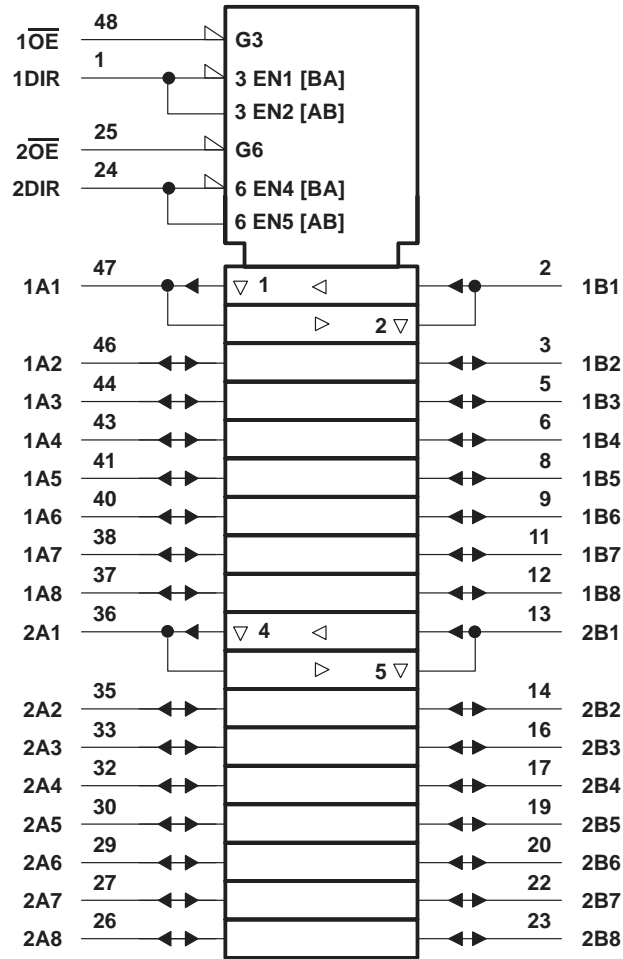 48
1OE G3
1
1DIR 3 EN1 [BA]
3 EN2 [AB]
25
2OE G6
24
2DIR 6 EN4 [BA]
6 EN5 [AB]
47 2
1A1 1 1B1
2
46 3
1A2 1B2
44 5
1A3 1B3
43 6
1A4 1B4
41 8
1A5 1B5
40 9
1A6 1B6
38 11
1A7 1B7
37 12
1A8 1B8
36 13
2A1 4 2B1
5
35 14
2A2 2B2
33 16
2A3 2B3
32 17
2A4 2B4
30 19
2A5 2B5
29 20
2A6 2B6
27 22
2A7 2B7
26 23
2A8 2B8